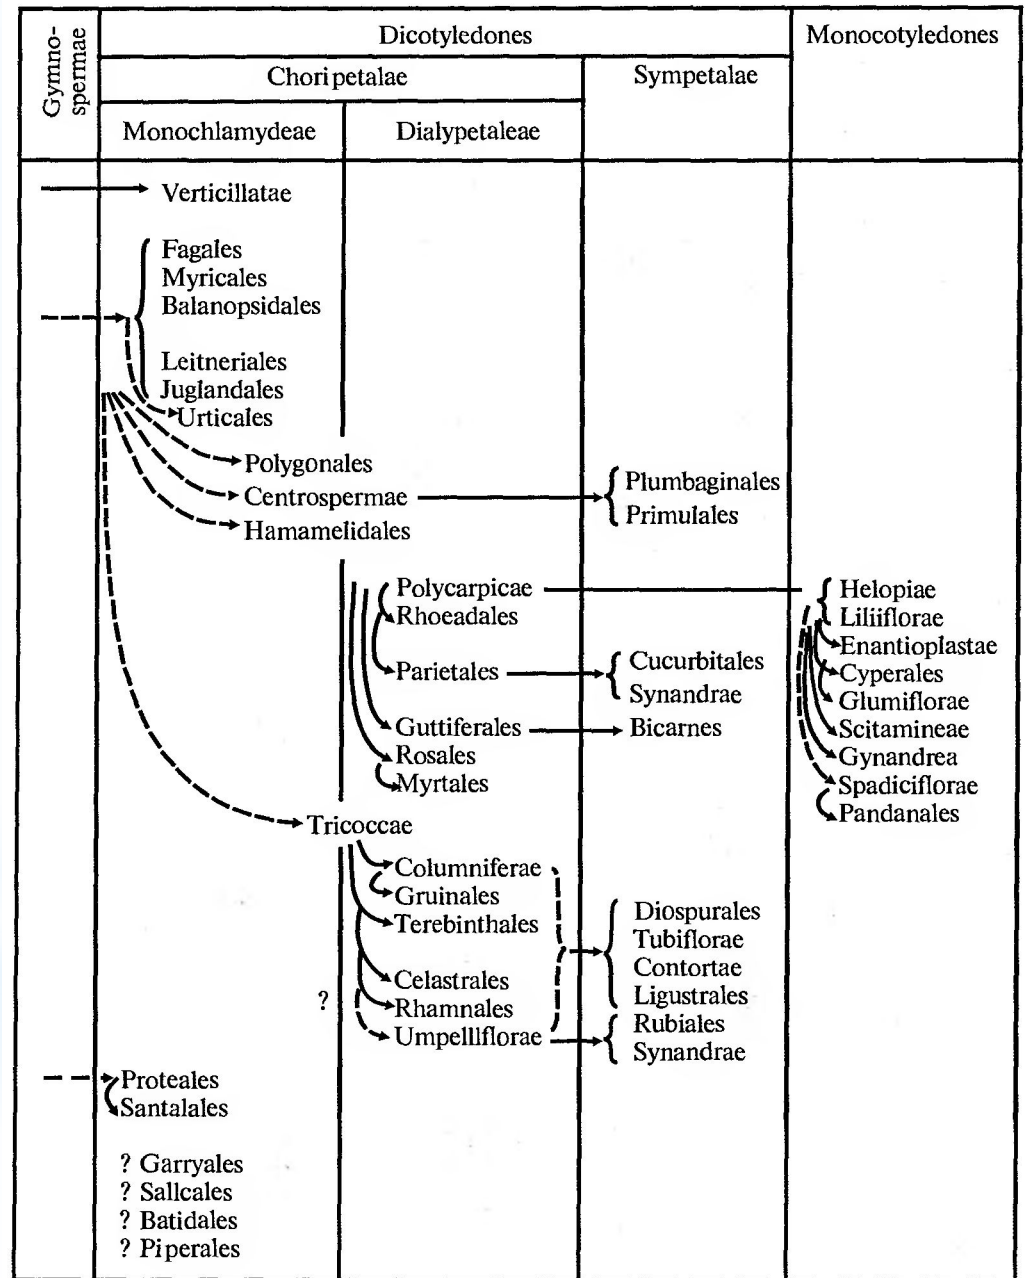 Gymno-
spermae
Dicotyledones
Monocotyledones
Choripetalae
Sympetalae
Monochlamydeae
Dialypetaleae
Verticillatae
Fagales
Myricales
Balanopsidales
Leitneriales
Juglandales
Urticales
Polygonales
Centrospermae
Plumbaginales
Primulales
Hamamelidales
Polycarpicae
Helopiae
Rhoeadales
Liliiflorae
Enantioplastae
Parietales
Cucurbitales
Synandrae
Cyperales
Glumiflorae
Guttiferales
Bicarnes
Scitamineae
Rosales
Gynandrea
Myrtales
Spadiciflorae
Pandanales
Tricoccae
Columniferae
Gruinales
Terebinthales
Diospurales
Tubiflorae
Contortae
Ligustrales
Celastrales
? Rhamnales
Rubiales
Umpelllflorae
Synandrae
Proteales
Santalales
? Garryales
? Sallcales
? Batidales
? Piperales